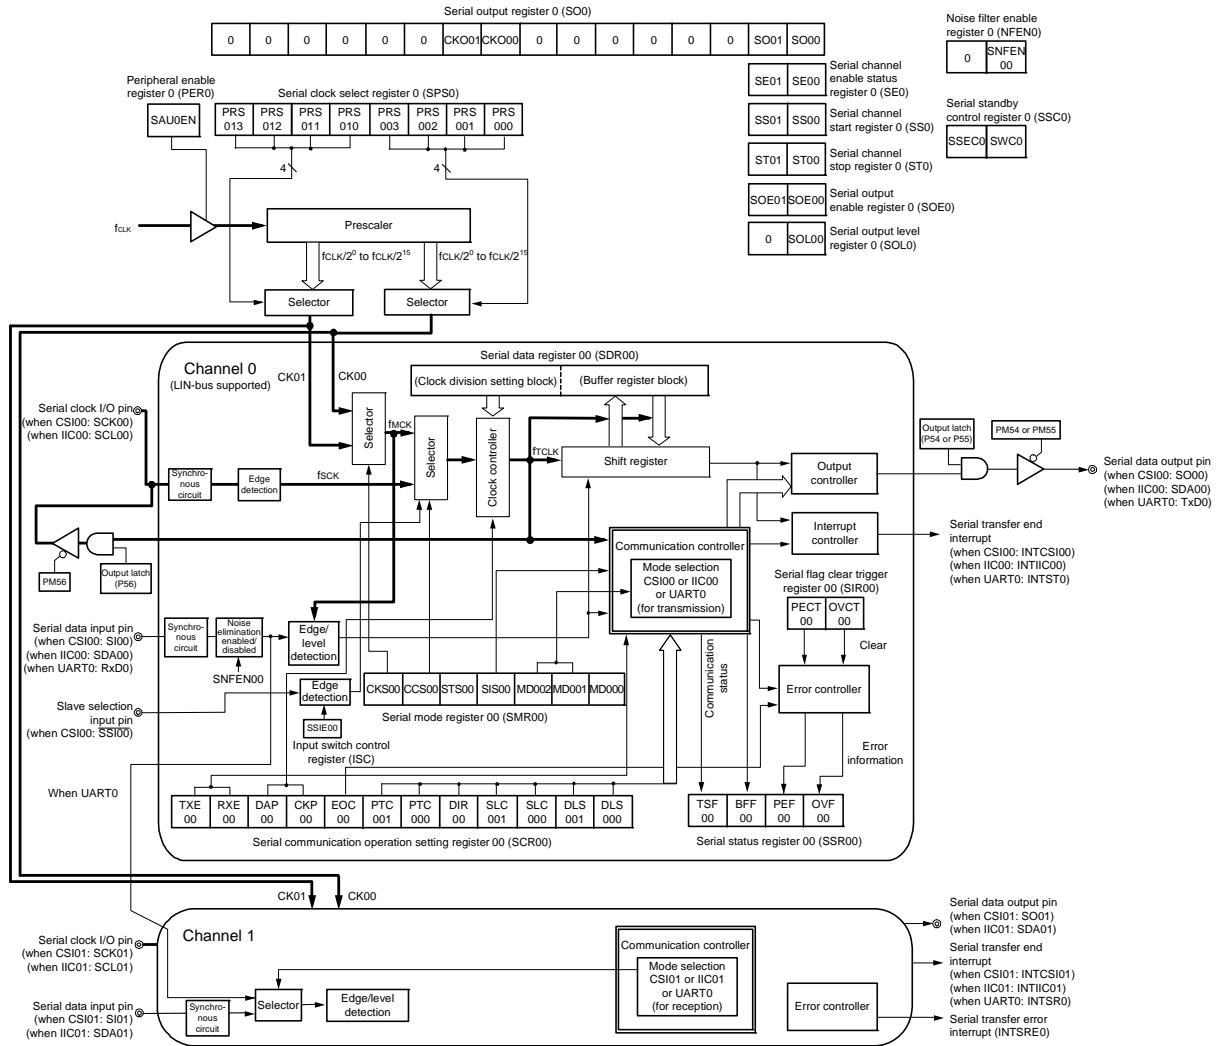 Serial output register 0 (SO0)
0 0 0 0 0 0 CKO01 CKO00 0 0 0 0 0 0 SO01 SO00
Noise filter enable
register 0 (NFEN0)
0 SNFEN
00
Peripheral enable
register 0 (PER0)
SAU0EN
Serial clock select register 0 (SPS0)
PRS
013
PRS
012
PRS
011
PRS
010
PRS
003
PRS
002
PRS
001
PRS
000
4
4
SE01 SE00
Serial channel
enable status
register 0 (SE0)
SS01 SS00
Serial channel
start register 0 (SS0)
ST01 ST00
Serial channel
stop register 0 (ST0)
SOE01 SOE00
Serial output
enable register 0 (SOE0)
0 SOL00
Serial output level
register 0 (SOL0)
Serial standby
control register 0 (SSC0)
SSEC0 SWC0
fCLK
Prescaler
fCLK/2⁰ to fCLK/2¹⁵
fCLK/2⁰ to fCLK/2¹⁵
Selector
Selector
Channel 0
(LIN-bus supported)
CK01
CK00
Serial data register 00 (SDR00)
(Clock division setting block)
(Buffer register block)
Serial clock I/O pin
(when CSI00: SCK00)
(when IIC00: SCL00)
Selector
fMCK
Selector
Clock controller
fTCLK
Shift register
Synchro-
nous
circuit
Edge
detection
fSCK
Output
controller
Output latch
(P54 or P55)
PM54 or PM55
Serial data output pin
(when CSI00: SO00)
(when IIC00: SDA00)
(when UART0: TxD0)
PM56
Output latch
(P56)
Communication controller
Mode selection
CSI00 or IIC00
or UART0
(for transmission)
Interrupt
controller
Serial transfer end
interrupt
(when CSI00: INTCSI00)
(when IIC00: INTIIC00)
(when UART0: INTST0)
Serial flag clear trigger
register 00 (SIR00)
PECT
00
OVCT
00
Clear
Serial data input pin
(when CSI00: SI00)
(when IIC00: SDA00)
(when UART0: RxD0)
Synchro-
nous
circuit
Noise
elimination
enabled/
disabled
SNFEN00
Edge/
level
detection
Communication
status
Error controller
Slave selection
input pin
(when CSI00: SSI00)
Edge
detection
SSIE00
Input switch control
register (ISC)
CKS00 CCS00 STS00 SIS00 MD002 MD001 MD000
Serial mode register 00 (SMR00)
Error
information
When UART0
TXE
00
RXE
00
DAP
00
CKP
00
EOC
00
PTC
001
PTC
000
DIR
00
SLC
001
SLC
000
DLS
001
DLS
000
Serial communication operation setting register 00 (SCR00)
TSF
00
BFF
00
PEF
00
OVF
00
Serial status register 00 (SSR00)
CK01
CK00
Channel 1
Serial clock I/O pin
(when CSI01: SCK01)
(when IIC01: SCL01)
Serial data input pin
(when CSI01: SI01)
(when IIC01: SDA01)
Synchro-
nous
circuit
Selector
Edge/level
detection
Communication controller
Mode selection
CSI01 or IIC01
or UART0
(for reception)
Error controller
Serial data output pin
(when CSI01: SO01)
(when IIC01: SDA01)
Serial transfer end
interrupt
(when CSI01: INTCSI01)
(when IIC01: INTIIC01)
(when UART0: INTSR0)
Serial transfer error
interrupt (INTSRE0)